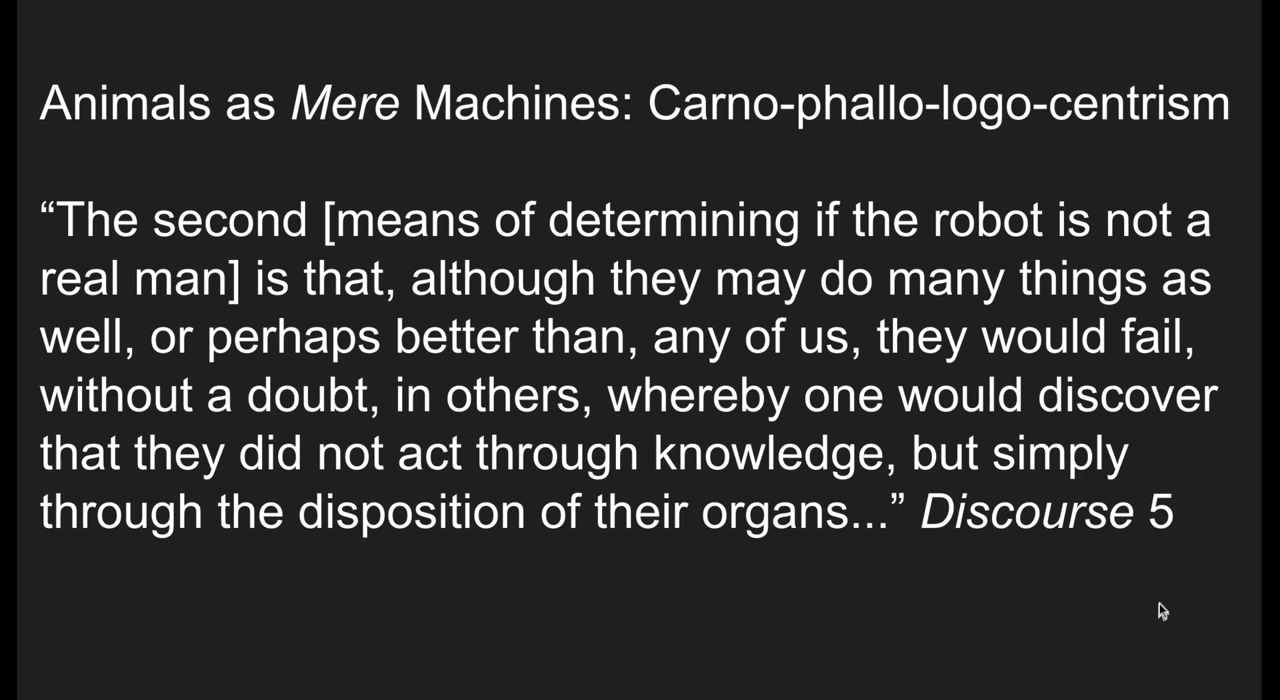 Animals as Mere Machines: Carno-phallo-logo-centrism
“The second [means of determining if the robot is not a
real man] is that, although they may do many things as
well, or perhaps better than, any of us, they would fail,
without a doubt, in others, whereby one would discover
that they did not act through knowledge, but simply
through the disposition of their organs...” Discourse 5